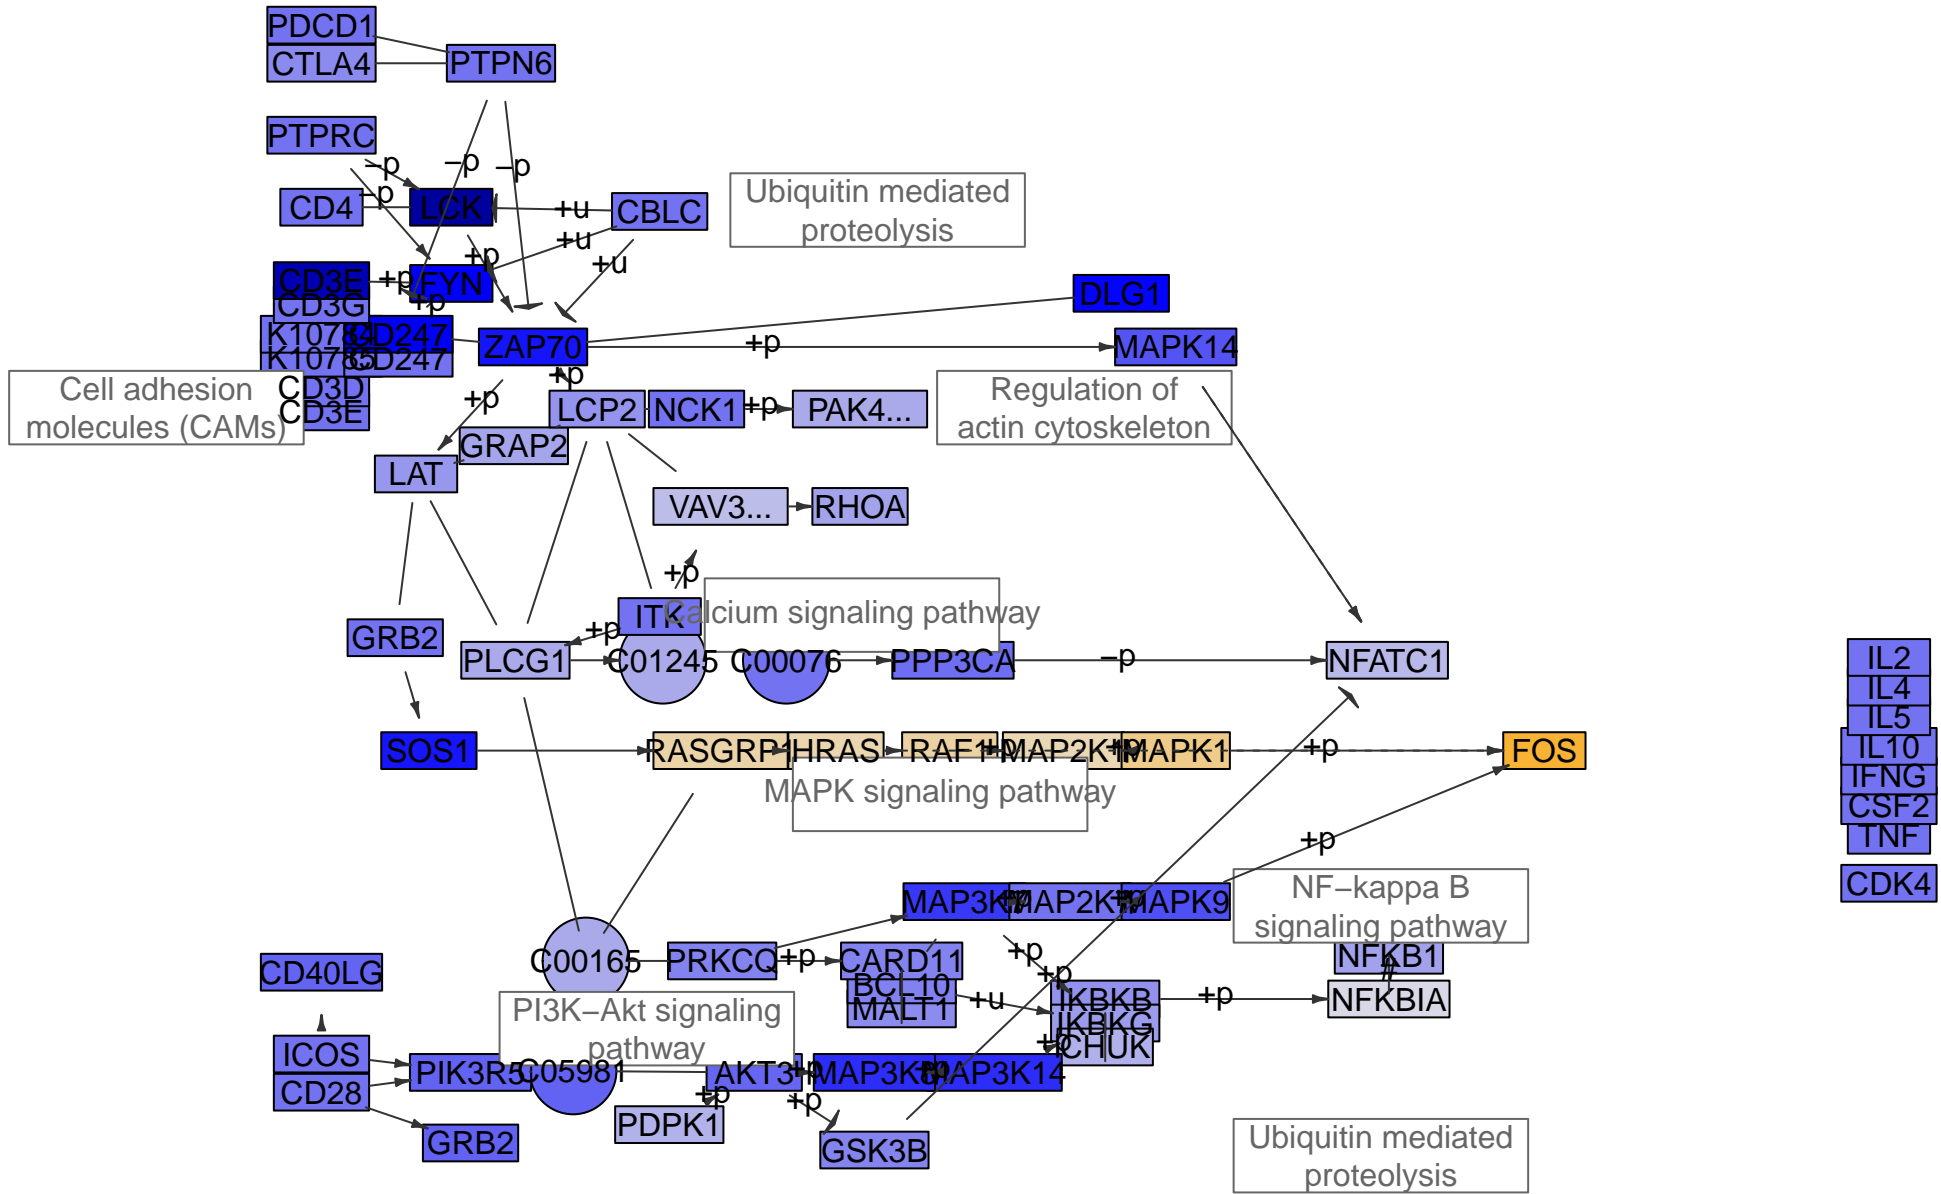 PDCD1
CTLA4
PTPN6
PTPRC
–p
–p
–p
–p
CD4
LCK
+u
CBLC
Ubiquitin mediated
proteolysis
+u
+p
+u
CD3E
+p
FYN
CD3G
+p
DLG1
CD247
ZAP70
+p
MAPK14
CD247
CD3D
CD3E
Cell adhesion
molecules (CAMs)
+p
+p
LCP2
NCK1
+p
PAK4...
Regulation of
actin cytoskeleton
GRAP2
LAT
VAV3...
RHOA
+p
ITK
Calcium signaling pathway
GRB2
+p
PLCG1
C01245
C00076
PPP3CA
–p
NFATC1
IL2
IL4
IL5
IL10
IFNG
CSF2
TNF
CDK4
SOS1
RASGRP1
HRAS
RAF1
MAP2K1
MAPK1
+p
FOS
MAPK signaling pathway
+p
MAPK9
NF–kappa B
signaling pathway
C00165
PRKCQ
+p
CARD11
+p
+p
NFKB1
CD40LG
BCL10
MALT1
+u
IKBKB
+p
NFKBIA
IKBKG
PI3K–Akt signaling
pathway
+p
CHUK
ICOS
CD28
PIK3R5
C05981
AKT3
+p
MAP3K14
+p
+p
PDPK1
GRB2
GSK3B
Ubiquitin mediated
proteolysis